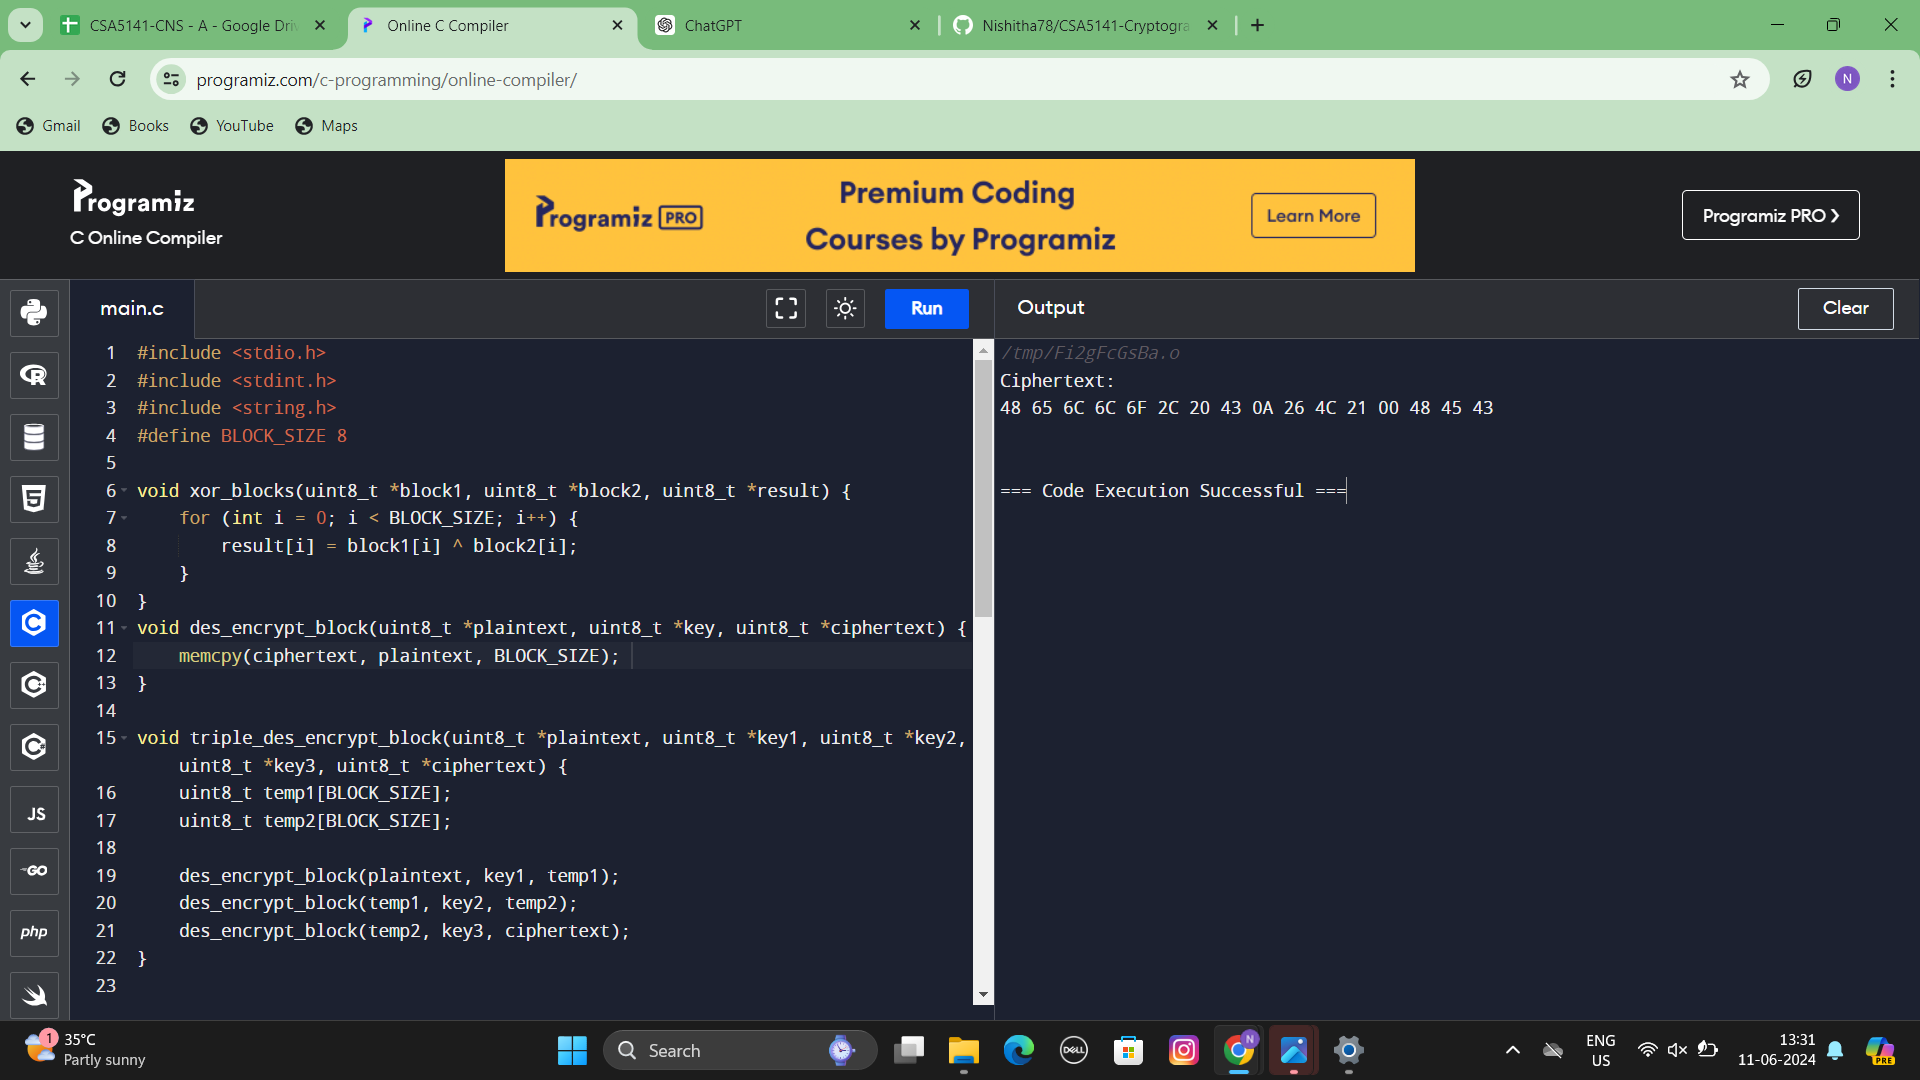 CSA5141-CNS - A - Google Driv
Online C Compiler
ChatGPT
Nishitha78/CSA5141-Cryptogra
programiz.com/c-programming/online-compiler/
N
Gmail
Books
YouTube
Maps
Programiz
C Online Compiler
Programiz PRO
Premium Coding
Courses by Programiz
Learn More
Programiz PRO
main.c
Run
Output
Clear
1 #include <stdio.h>
2 #include <stdint.h>
3 #include <string.h>
4 #define BLOCK_SIZE 8
5
6 void xor_blocks(uint8_t *block1, uint8_t *block2, uint8_t *result) {
7 for (int i = 0; i < BLOCK_SIZE; i++) {
8 result[i] = block1[i] ^ block2[i];
9 }
10 }
11 void des_encrypt_block(uint8_t *plaintext, uint8_t *key, uint8_t *ciphertext) {
12 memcpy(ciphertext, plaintext, BLOCK_SIZE);
13 }
14
15 void triple_des_encrypt_block(uint8_t *plaintext, uint8_t *key1, uint8_t *key2,
uint8_t *key3, uint8_t *ciphertext) {
16 uint8_t temp1[BLOCK_SIZE];
17 uint8_t temp2[BLOCK_SIZE];
18
19 des_encrypt_block(plaintext, key1, temp1);
20 des_encrypt_block(temp1, key2, temp2);
21 des_encrypt_block(temp2, key3, ciphertext);
22 }
23
/tmp/Fi2gFcGsBa.o
Ciphertext:
48 65 6C 6C 6F 2C 20 43 0A 26 4C 21 00 48 45 43
=== Code Execution Successful ===
JS
GO
php
1
35°C
Partly sunny
Search
DELL
N
ENG
US
13:31
11-06-2024
PRE